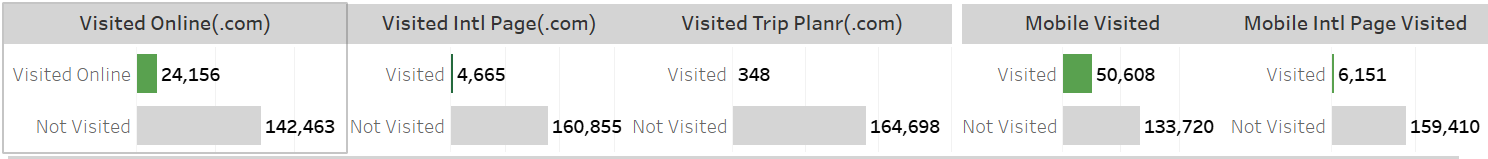 Visited Online(.com) Visited Intl Page(.com) Visited Trip Planr(.com) Mobile Visited Mobile Intl Page Visited
Visited Online 24,156 Visited 4,665 Visited 348 Visited 50,608 Visited 6,151
Not Visited 142,463 Not Visited 160,855 Not Visited 164,698 Not Visited 133,720 Not Visited 159,410